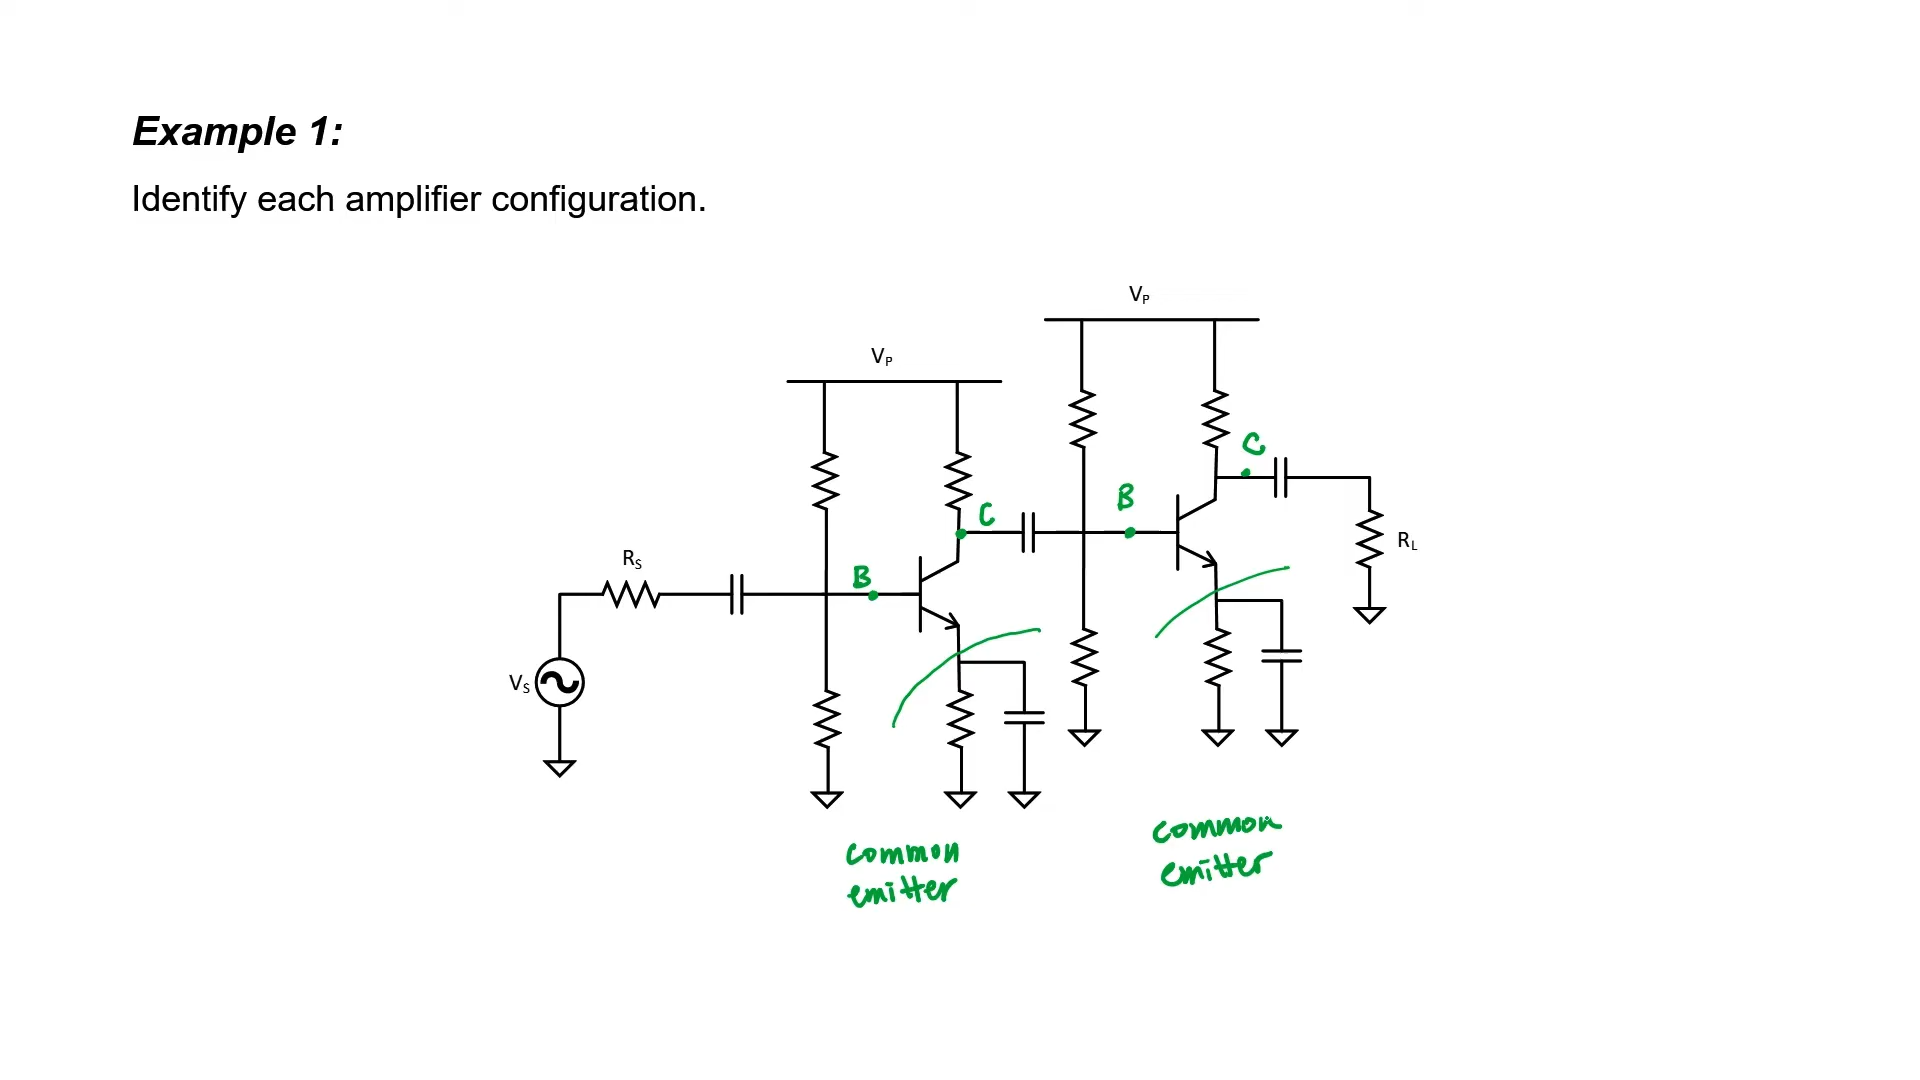 Example 1:
Identify each amplifier configuration.
VP
VP
C
B
C
RS
B
RL
VS
common
emitter
common
emitter